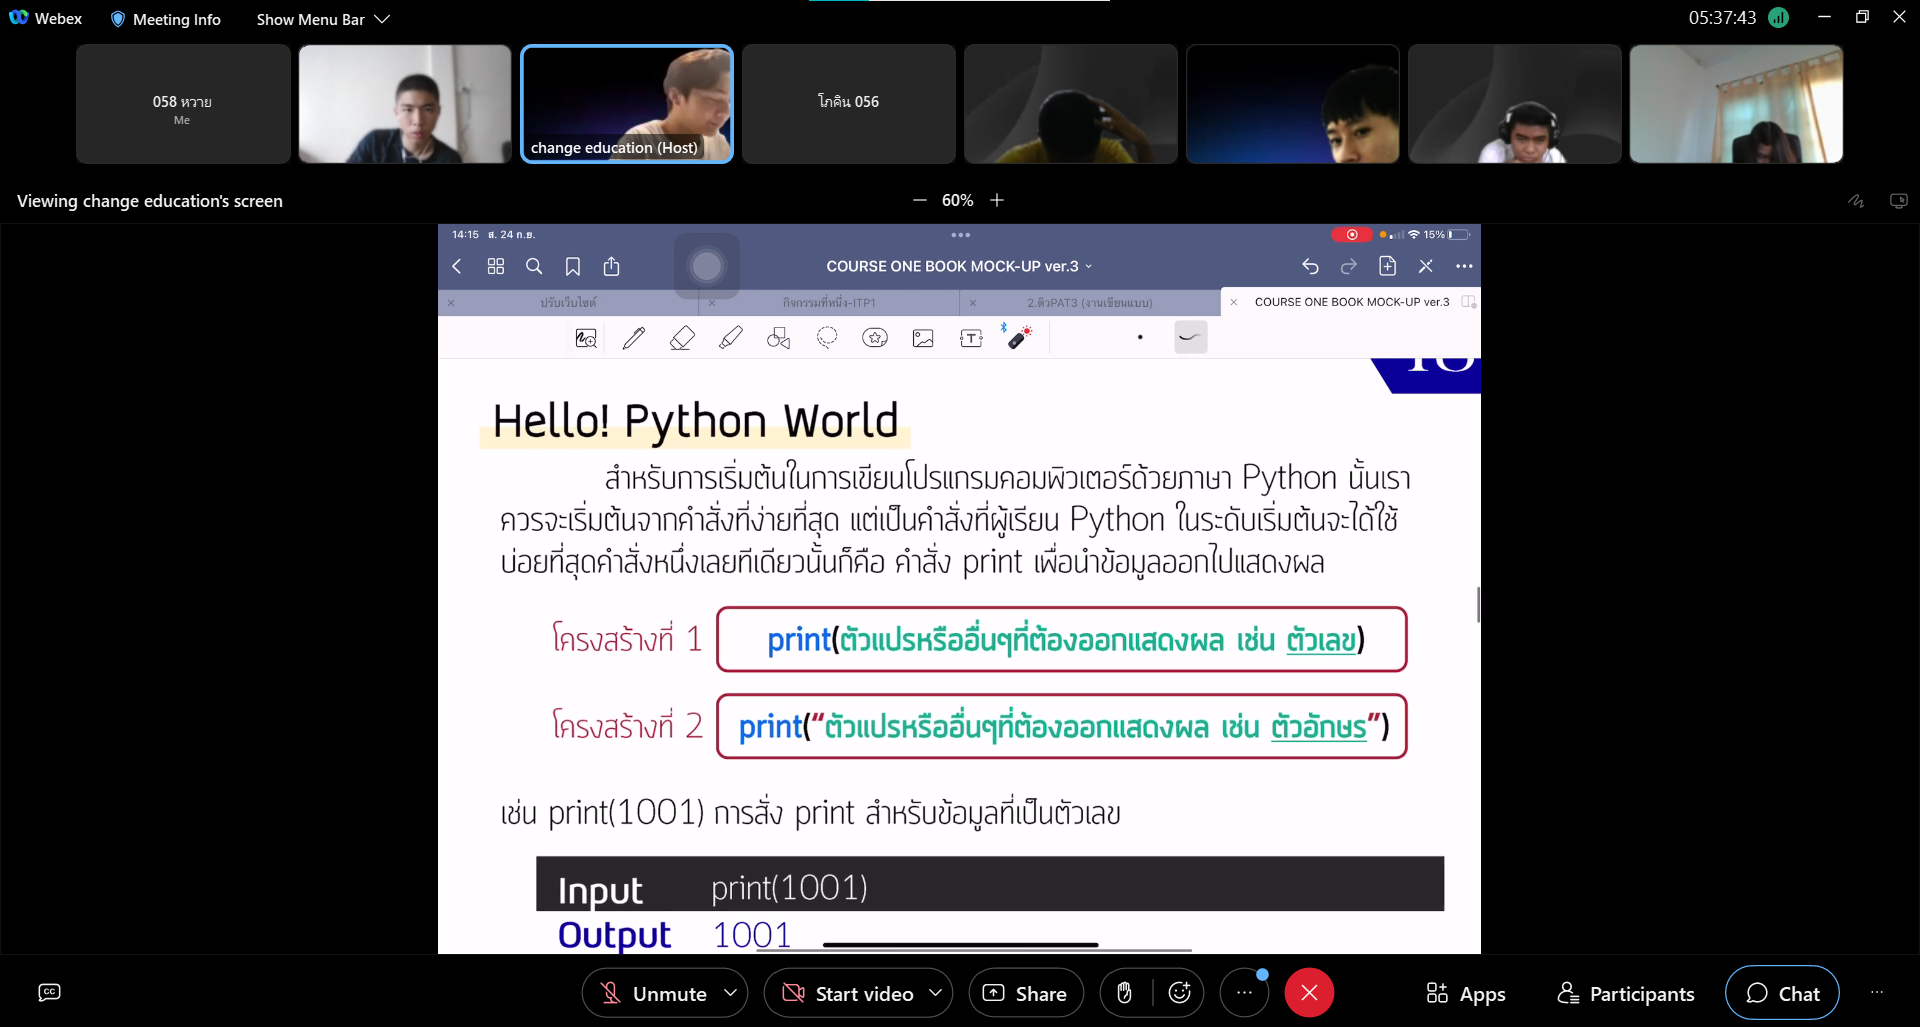 Webex
Meeting Info
Show Menu Bar
05:37:43
058 หวาย
Me
change education (Host)
โภคิน 056
Viewing change education's screen
60%
14:15 ส. 24 ก.ย.
15%
COURSE ONE BOOK MOCK-UP ver.3
ปรับเว็บไซต์
กิจกรรมที่หนึ่ง-ITP1
2.ติวPAT3 (งานเขียนแบบ)
COURSE ONE BOOK MOCK-UP ver.3
Hello! Python World
สำหรับการเริ่มต้นในการเขียนโปรแกรมคอมพิวเตอร์ด้วยภาษา Python นั้นเรา
ควรจะเริ่มต้นจากคำสั่งที่ง่ายที่สุด แต่เป็นคำสั่งที่ผู้เรียน Python ในระดับเริ่มต้นจะได้ใช้
บ่อยที่สุดคำสั่งหนึ่งเลยทีเดียวนั้นก็คือ คำสั่ง print เพื่อนำข้อมูลออกไปแสดงผล
โครงสร้างที่ 1 print(ตัวแปรหรืออื่นๆที่ต้องออกแสดงผล เช่น ตัวเลข)
โครงสร้างที่ 2 print(“ตัวแปรหรืออื่นๆที่ต้องออกแสดงผล เช่น ตัวอักษร”)
เช่น print(1001) การสั่ง print สำหรับข้อมูลที่เป็นตัวเลข
Input print(1001)
Output 1001
CC
Unmute
Start video
Share
Apps
Participants
Chat